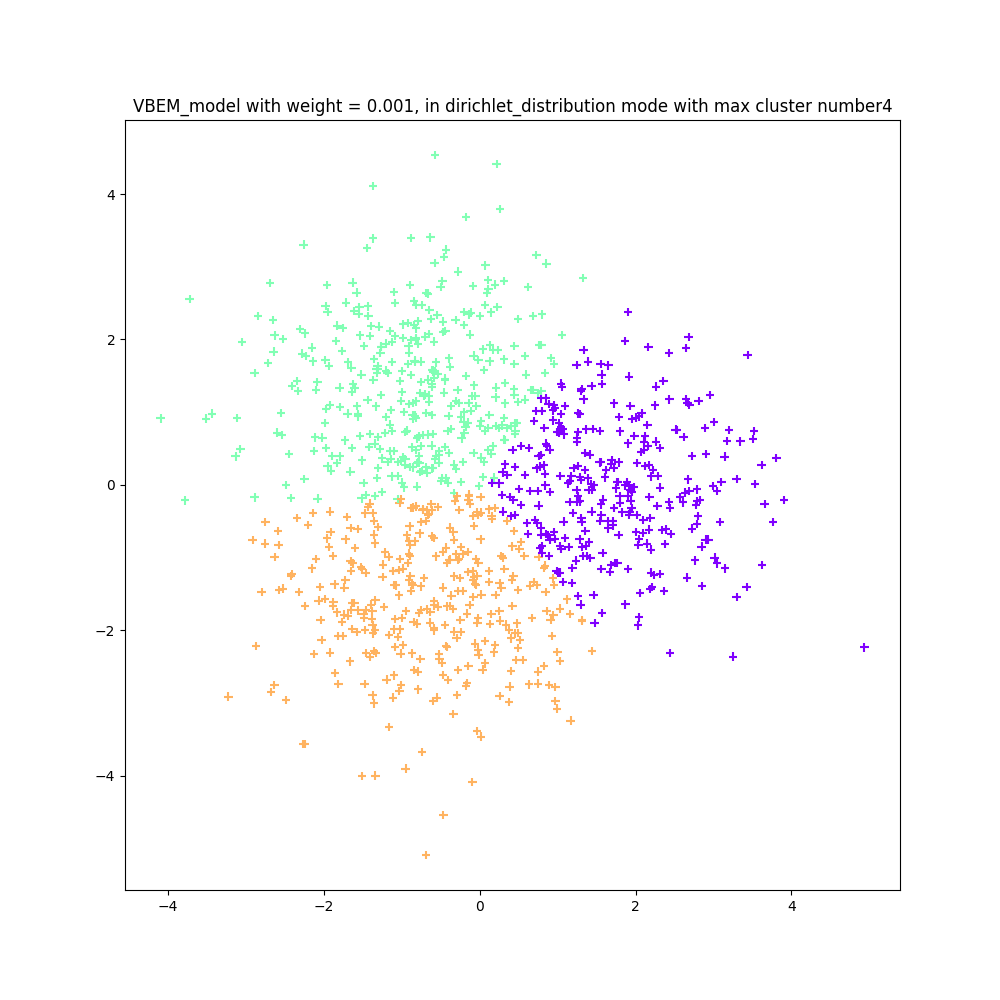 VBEM_model with weight = 0.001, in dirichlet_distribution mode with max cluster number4
4
2
0
−2
−4
−4 −2 0 2 4